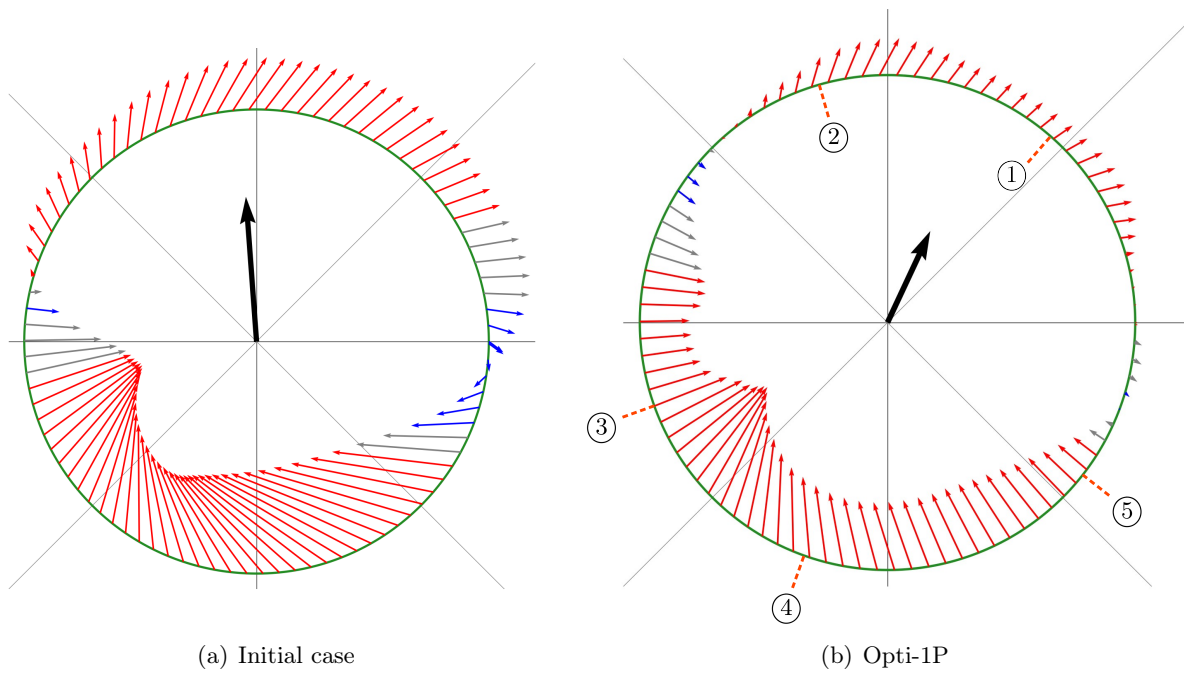 ②
①
③
⑤
④
(a) Initial case
(b) Opti-1P